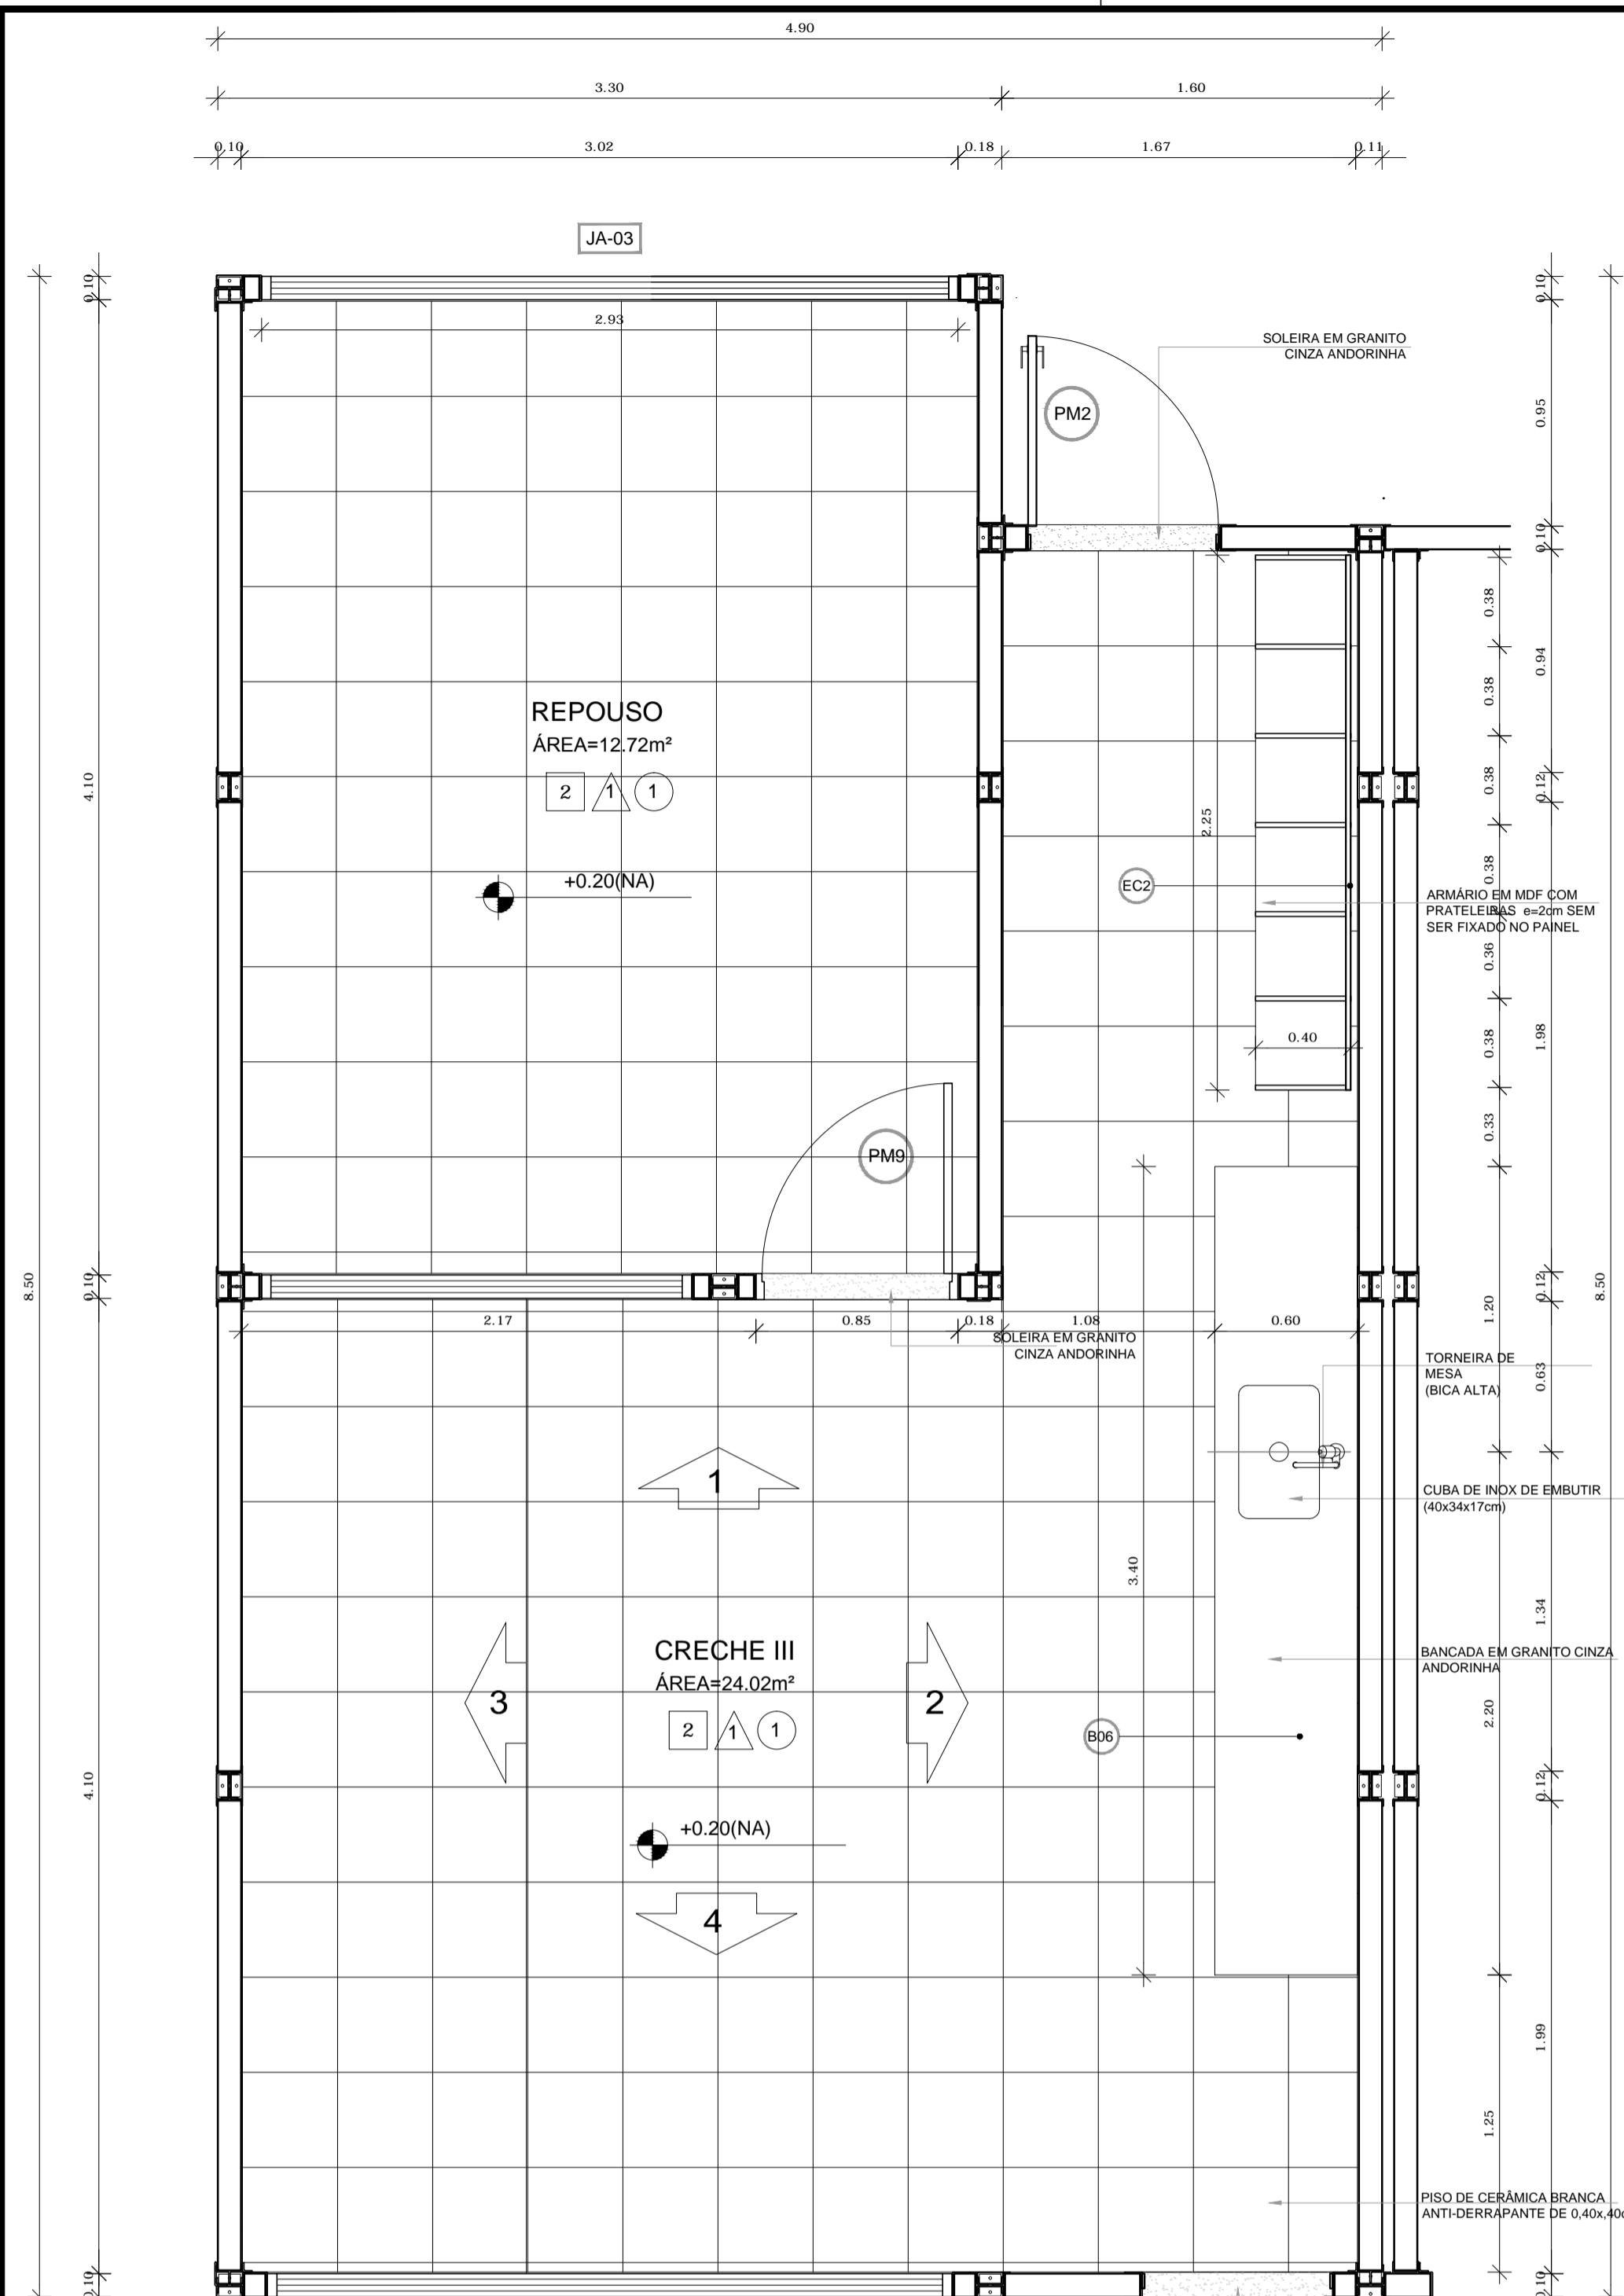 4.90
3.30
1.60
0.10
3.02
0.18
1.67
0.11
JA-03
0.10
0.10
2.93
SOLEIRA EM GRANITO
CINZA ANDORINHA
PM2
0.95
0.10
0.38
0.94
0.38
REPOUSO
ÁREA=12.72m²
2
1
1
4.10
0.38
0.12
2.25
+0.20(NA)
EC2
0.38
ARMÁRIO EM MDF COM
PRATELEIRAS e=2cm SEM
SER FIXADO NO PAINEL
0.36
0.40
0.38
1.98
PM9
0.33
8.50
0.10
0.12
8.50
1.20
2.17
0.85
0.18
1.08
0.60
SOLEIRA EM GRANITO
CINZA ANDORINHA
TORNEIRA DE
MESA
(BICA ALTA)
0.63
1
CUBA DE INOX DE EMBUTIR
(40x34x17cm)
3.40
1.34
CRECHE III
ÁREA=24.02m²
BANCADA EM GRANITO CINZA
ANDORINHA
3
2
2
1
1
B06
2.20
4.10
0.12
+0.20(NA)
4
1.99
1.25
PISO DE CERÂMICA BRANCA
ANTI-DERRAPANTE DE 0,40x,40
0.10
0.10